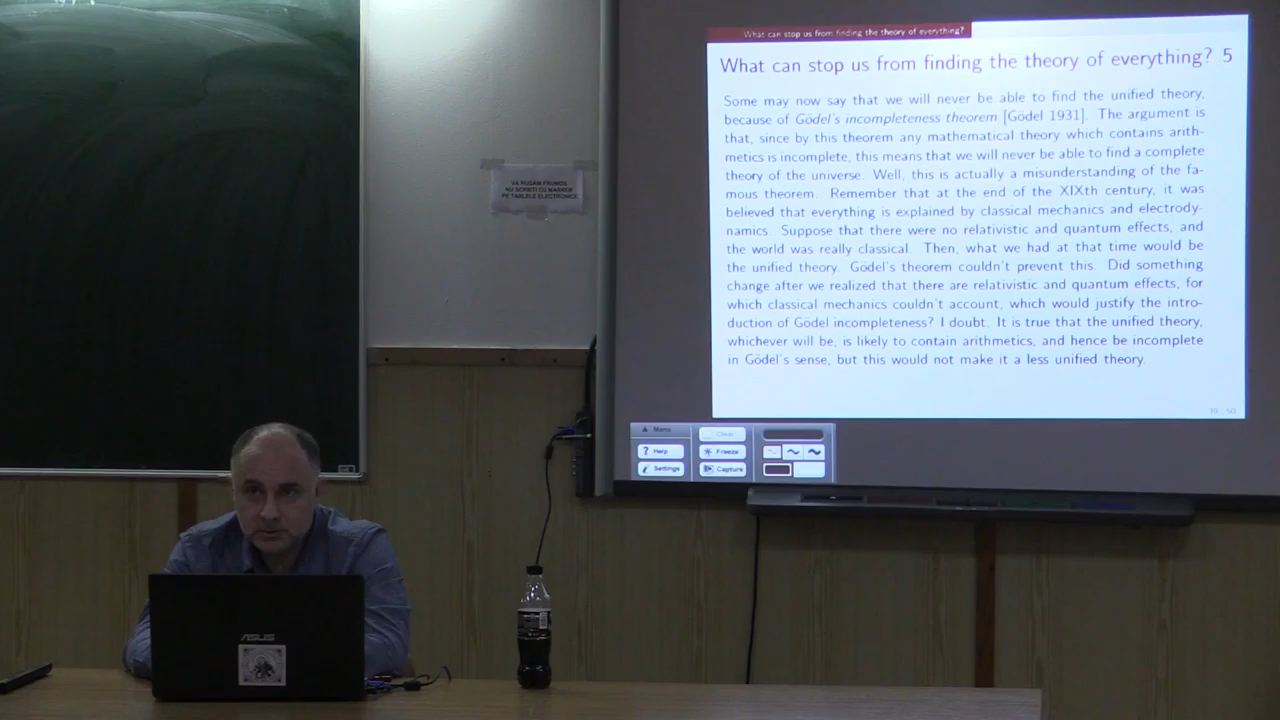 What can stop us from finding the theory of everything?
What can stop us from finding the theory of everything? 5
Some may now say that we will never be able to find the unified theory,
because of Gödel's incompleteness theorem [Gödel 1931]. The argument is
that, since by this theorem any mathematical theory which contains arith-
metics is incomplete, this means that we will never be able to find a complete
theory of the universe. Well, this is actually a misunderstanding of the fa-
mous theorem. Remember that at the end of the XIXth century, it was
believed that everything is explained by classical mechanics and electrody-
namics. Suppose that there were no relativistic and quantum effects, and
the world was really classical. Then, what we had at that time would be
the unified theory. Gödel's theorem couldn't prevent this. Did something
change after we realized that there are relativistic and quantum effects, for
which classical mechanics couldn't account, which would justify the intro-
duction of Gödel incompleteness? I doubt. It is true that the unified theory,
whichever will be, is likely to contain arithmetics, and hence be incomplete
in Gödel's sense, but this would not make it a less unified theory.
VĂ RUGĂM FRUMOS
NU SCRIEȚI CU MARKER
PE TABLELE ELECTRONICE
Menu
Help
Settings
Clear
Freeze
Capture
ASUS